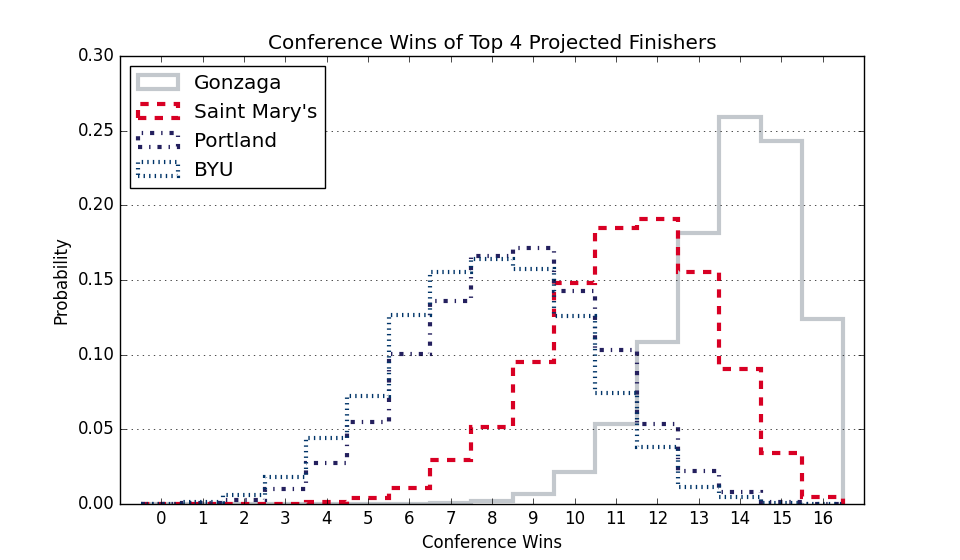 Conference Wins of Top 4 Projected Finishers
0.30
0.25
0.20
0.15
0.10
0.05
0.00
Probability
Gonzaga
Saint Mary's
Portland
BYU
0 1 2 3 4 5 6 7 8 9 10 11 12 13 14 15 16
Conference Wins